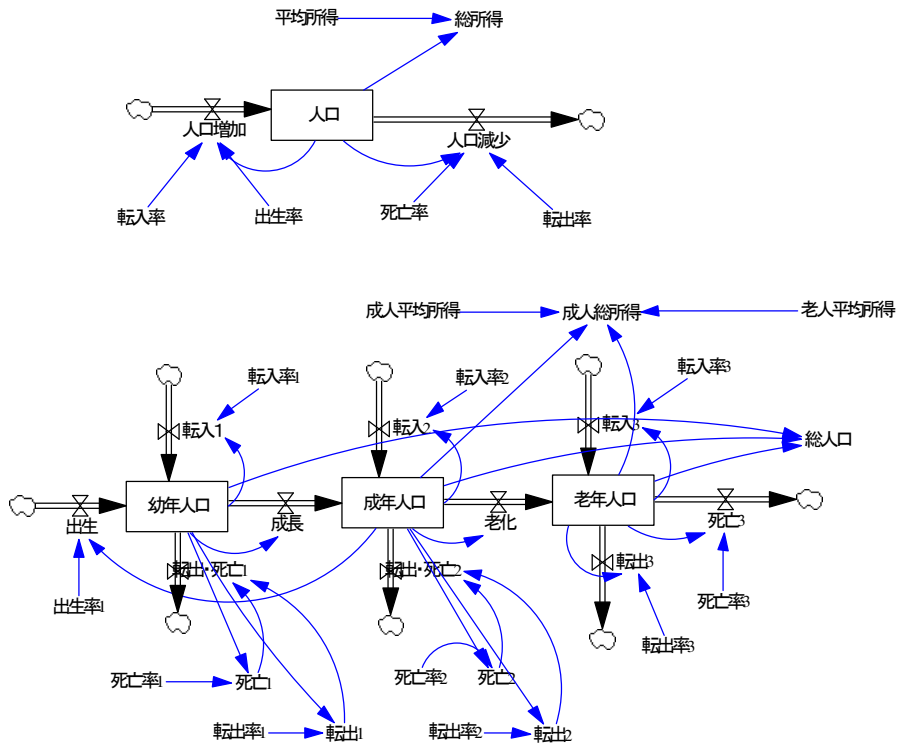 平均所得
総所得
人口
人口増加
人口減少
転入率
出生率
死亡率
転出率
成人平均所得
成人総所得
老人平均所得
転入率1
転入率2
転入率3
転入1
転入2
転入3
総人口
幼年人口
成年人口
老年人口
出生
成長
老化
死亡3
転出・死亡1
転出・死亡2
転出3
出生率1
死亡率3
転出率3
死亡率1
死亡1
死亡率2
死亡2
転出率1
転出1
転出率2
転出2